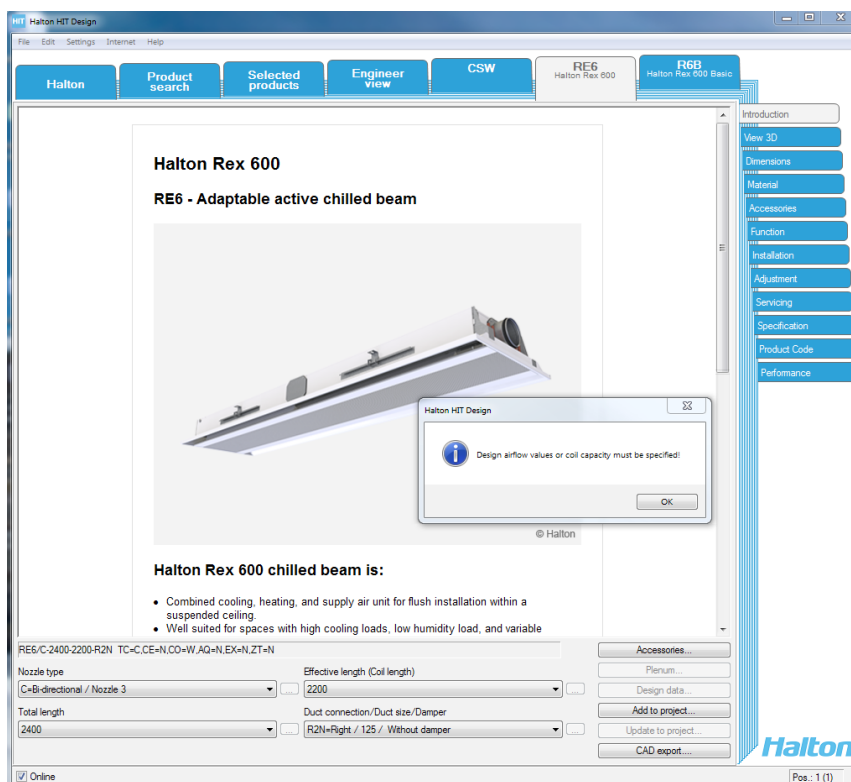 HIT Halton HIT Design
File Edit Settings Internet Help
Halton
Product search
Selected products
Engineer view
CSW
RE6
Halton Rex 600
R6B
Halton Rex 600 Basic
Introduction
View 3D
Dimensions
Material
Accessories
Function
Installation
Adjustment
Servicing
Specification
Product Code
Performance
Halton Rex 600
RE6 - Adaptable active chilled beam
Halton HIT Design
Design airflow values or coil capacity must be specified!
OK
© Halton
Halton Rex 600 chilled beam is:
• Combined cooling, heating, and supply air unit for flush installation within a
suspended ceiling.
• Well suited for spaces with high cooling loads, low humidity load, and variable
RE6/C-2400-2200-R2N TC=C,CE=N,CO=W,AQ=N,EX=N,ZT=N
Accessories...
Nozzle type
Effective length (Coil length)
Plenum...
C=Bi-directional / Nozzle 3
...
2200
...
Design data...
Total length
Duct connection/Duct size/Damper
Add to project...
2400
...
R2N=Right / 125 / Without damper
...
Update to project...
CAD export....
Halton
Online
Pos.: 1 (1)